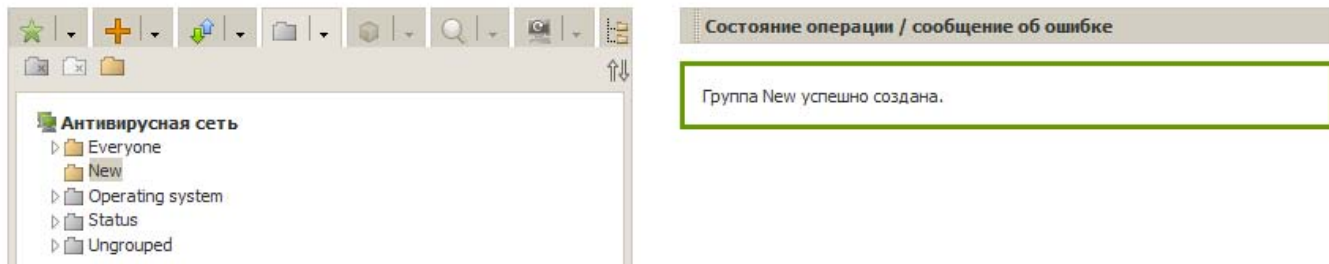 Состояние операции / сообщение об ошибке
Группа New успешно создана.
Антивирусная сеть
Everyone
New
Operating system
Status
Ungrouped